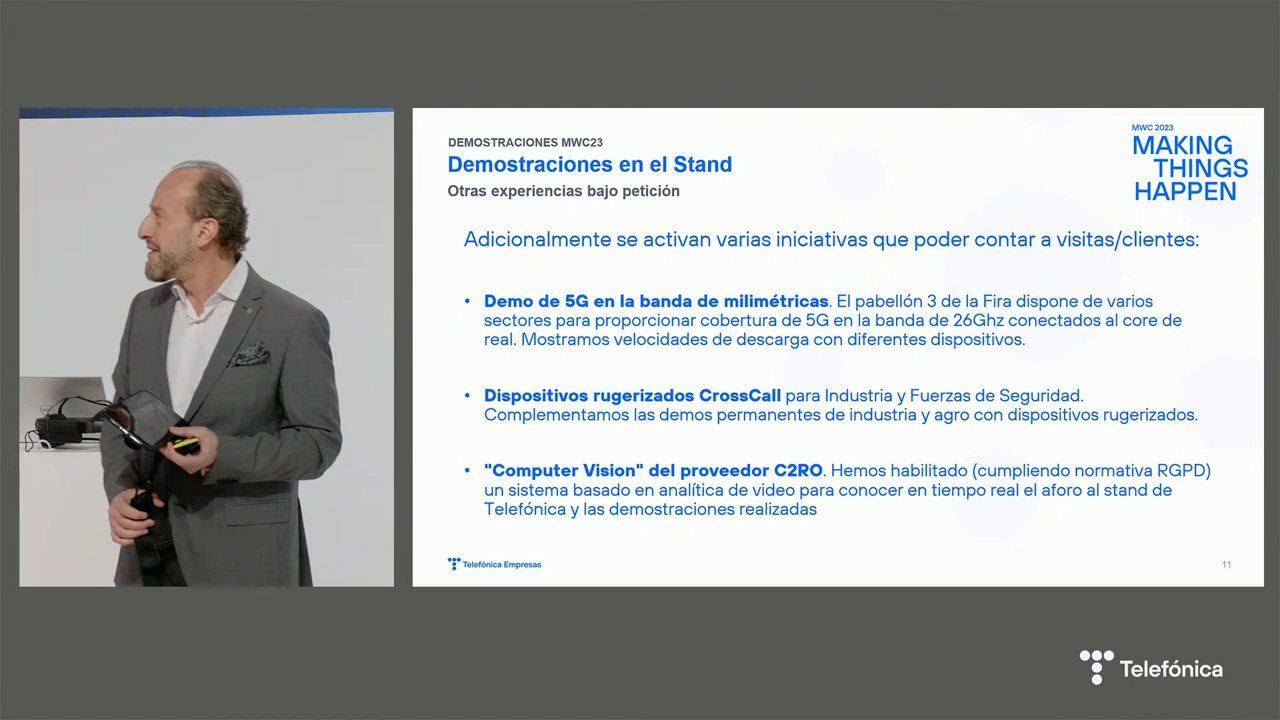 DEMOSTRACIONES MWC23
Demostraciones en el Stand
Otras experiencias bajo petición
MWC 2023
MAKING
THINGS
HAPPEN
Adicionalmente se activan varias iniciativas que poder contar a visitas/clientes:
• Demo de 5G en la banda de milimétricas. El pabellón 3 de la Fira dispone de varios
sectores para proporcionar cobertura de 5G en la banda de 26Ghz conectados al core de
real. Mostramos velocidades de descarga con diferentes dispositivos.
• Dispositivos rugerizados CrossCall para Industria y Fuerzas de Seguridad.
Complementamos las demos permanentes de industria y agro con dispositivos rugerizados.
• "Computer Vision" del proveedor C2RO. Hemos habilitado (cumpliendo normativa RGPD)
un sistema basado en analítica de video para conocer en tiempo real el aforo al stand de
Telefónica y las demostraciones realizadas
Telefónica Empresas
11
Telefónica